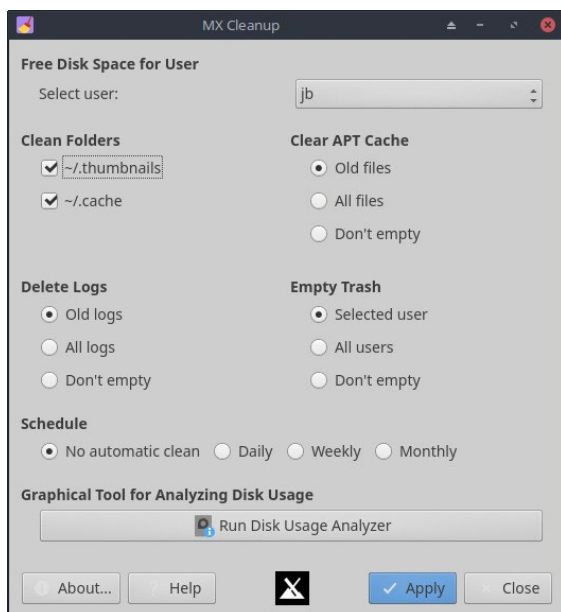 MX Cleanup
Free Disk Space for User
Select user: jb
Clean Folders
~/.thumbnails
~/.cache
Clear APT Cache
Old files
All files
Don't empty
Delete Logs
Old logs
All logs
Don't empty
Empty Trash
Selected user
All users
Don't empty
Schedule
No automatic clean Daily Weekly Monthly
Graphical Tool for Analyzing Disk Usage
Run Disk Usage Analyzer
About... Help Apply Close